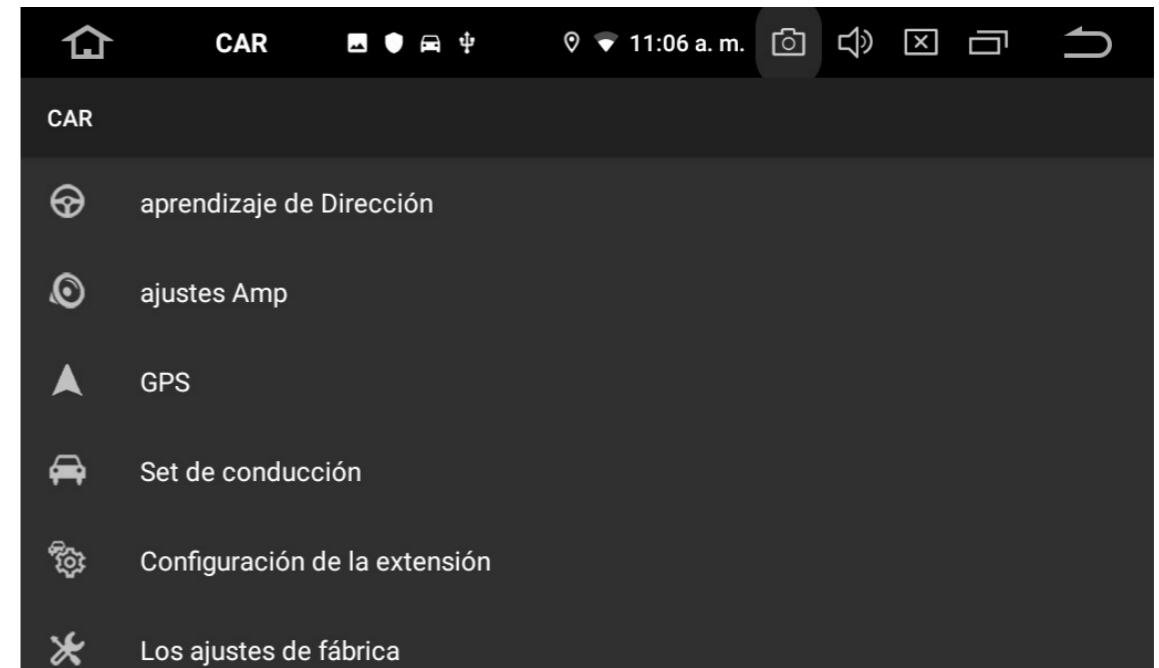 CAR 11:06 a. m.
CAR
aprendizaje de Dirección
ajustes Amp
GPS
Set de conducción
Configuración de la extensión
Los ajustes de fábrica